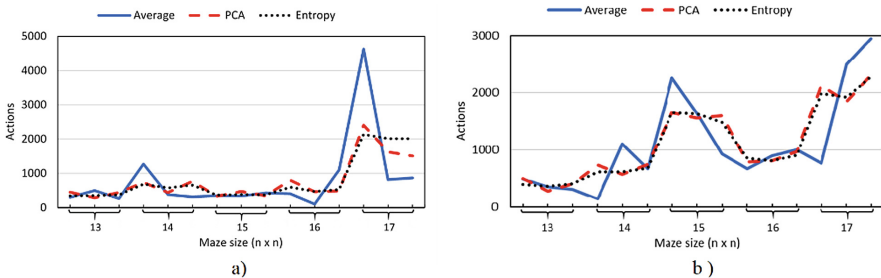 Average PCA Entropy
5000
4000
3000
2000
1000
0
Actions
13 14 15 16 17
Maze size (n x n)
a)
Average PCA Entropy
3000
2000
1000
0
Actions
13 14 15 16 17
Maze size (n x n)
b )